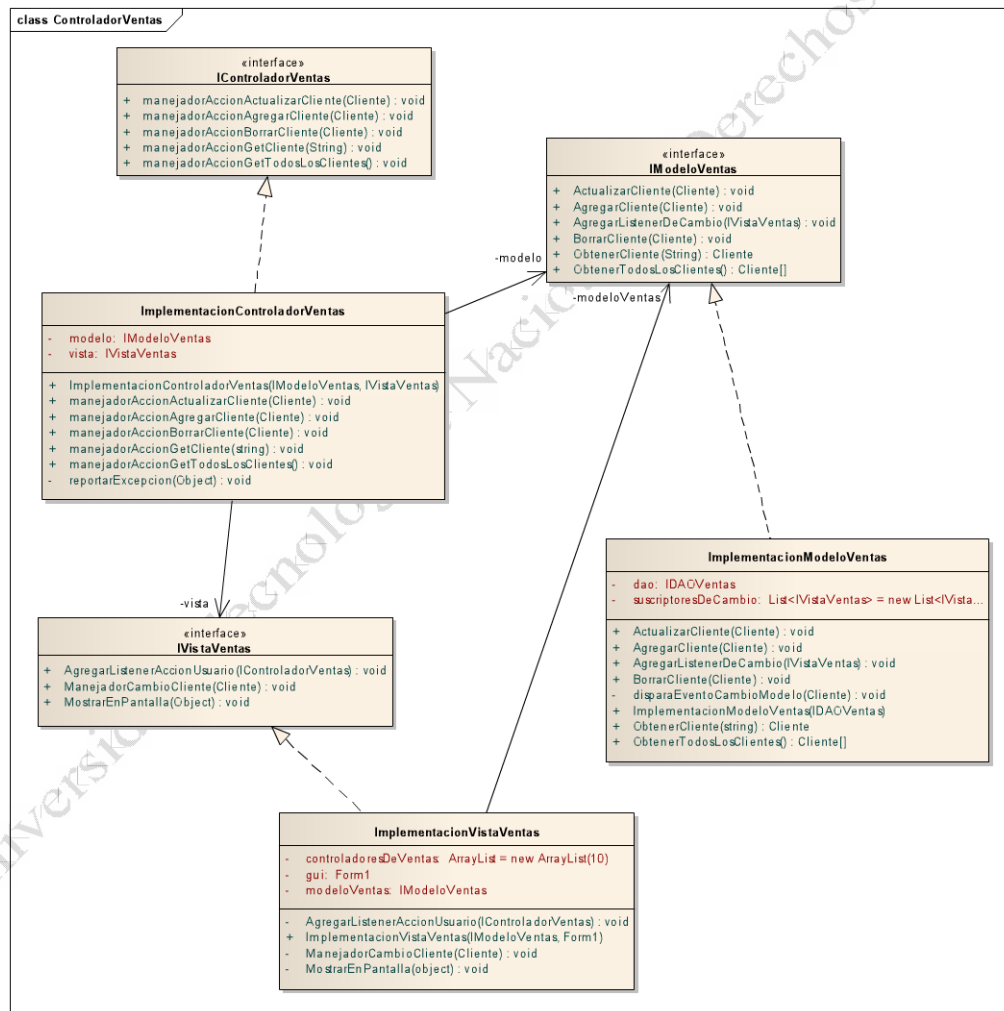 class ControladorVentas
«interface»
IControladorVentas
+ manejadorAccionActualizarCliente(Cliente) : void
+ manejadorAccionAgregarCliente(Cliente) : void
+ manejadorAccionBorrarCliente(Cliente) : void
+ manejadorAccionGetCliente(String) : void
+ manejadorAccionGetTodosLosClientes() : void
«interface»
IModeloVentas
+ ActualizarCliente(Cliente) : void
+ AgregarCliente(Cliente) : void
+ AgregarListenerDeCambio(IVistaVentas) : void
+ BorrarCliente(Cliente) : void
+ ObtenerCliente(String) : Cliente
+ ObtenerTodosLosClientes() : Cliente[]
-modelo
-modeloVentas
ImplementacionControladorVentas
- modelo: IModeloVentas
- vista: IVistaVentas
+ ImplementacionControladorVentas(IModeloVentas, IVistaVentas)
+ manejadorAccionActualizarCliente(Cliente) : void
+ manejadorAccionAgregarCliente(Cliente) : void
+ manejadorAccionBorrarCliente(Cliente) : void
+ manejadorAccionGetCliente(string) : void
+ manejadorAccionGetTodosLosClientes() : void
- reportarExcepcion(Object) : void
-vista
«interface»
IVistaVentas
+ AgregarListenerAccionUsuario(IControladorVentas) : void
+ ManejadorCambioCliente(Cliente) : void
+ MostrarEnPantalla(Object) : void
ImplementacionModeloVentas
- dao: IDAOVentas
- suscriptoresDeCambio: List<IVistaVentas> = new List<IVista...
+ ActualizarCliente(Cliente) : void
+ AgregarCliente(Cliente) : void
+ AgregarListenerDeCambio(IVistaVentas) : void
+ BorrarCliente(Cliente) : void
- disparaEventoCambioModelo(Cliente) : void
+ ImplementacionModeloVentas(IDAOVentas)
+ ObtenerCliente(string) : Cliente
+ ObtenerTodosLosClientes() : Cliente[]
ImplementacionVistaVentas
- controladoresDeVentas: ArrayList = new ArrayList(10)
- gui: Form1
- modeloVentas: IModeloVentas
- AgregarListenerAccionUsuario(IControladorVentas) : void
+ ImplementacionVistaVentas(IModeloVentas, Form1)
- ManejadorCambioCliente(Cliente) : void
- MostrarEnPantalla(object) : void